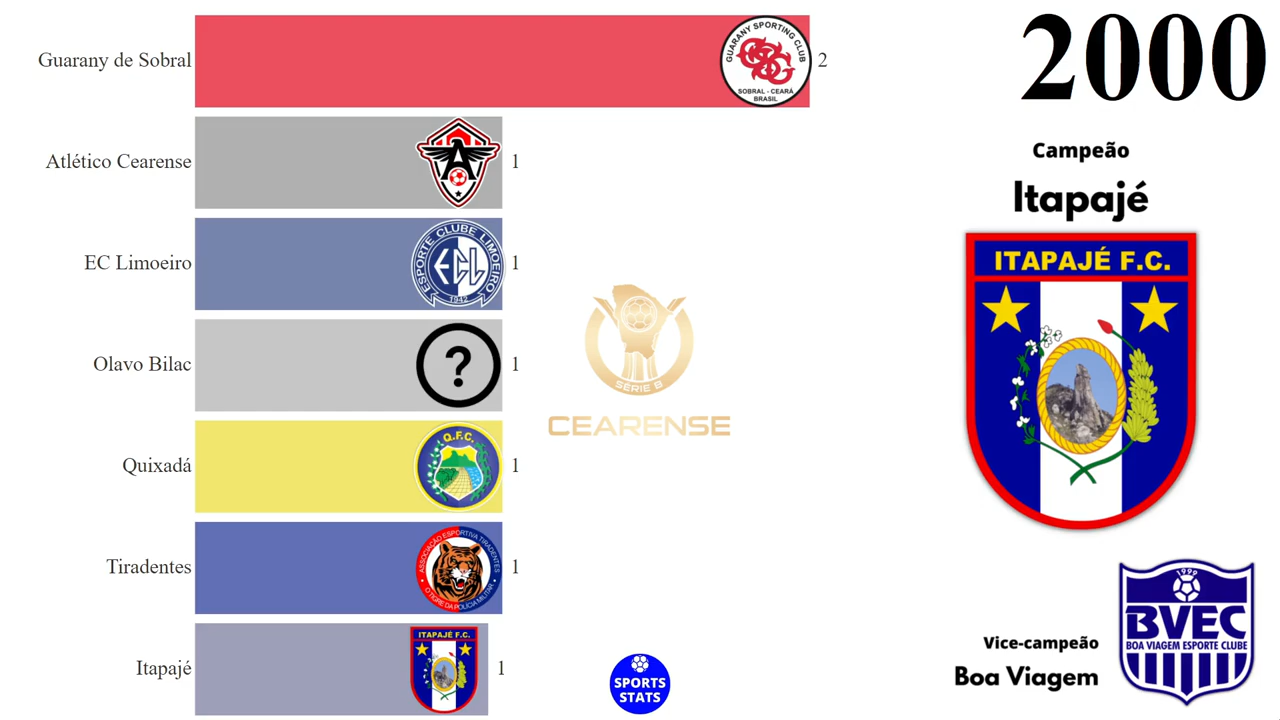 2000
Guarany de Sobral
GUARANY SPORTING CLUB
SOBRAL - CEARÁ
BRASIL
2
Campeão
Itapajé
Atlético Cearense
A
1
ITAPAJÉ F.C.
EC Limoeiro
ESPORTE CLUBE LIMOEIRO
ECL
1942
1
Olavo Bilac
?
1
SÉRIE B
CEARENSE
Quixadá
Q.F.C.
1
Tiradentes
ASSOCIAÇÃO ESPORTIVA TIRADENTES
O TIGRE DA POLÍCIA MILITAR
1
Itapajé
ITAPAJÉ F.C.
1
SPORTS
STATS
Vice-campeão
Boa Viagem
1999
BVEC
BOA VIAGEM ESPORTE CLUBE